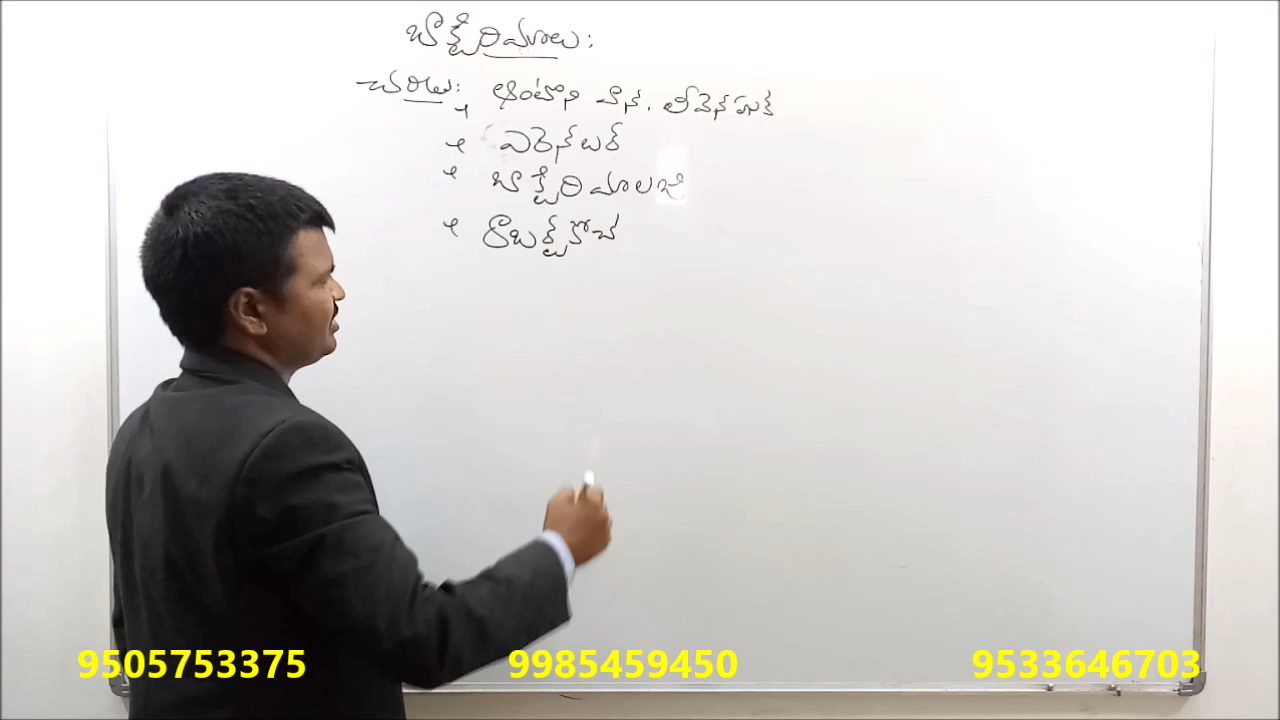 బాక్టీరిమాలు:
చరిత్ర: ఆంటోని వాన్. లీవెన్ హుక్
ఎరెన్ బర్గ్
బాక్టీరిమాలజి
రాబర్ట్ కోచ్
9505753375 9985459450 9533646703